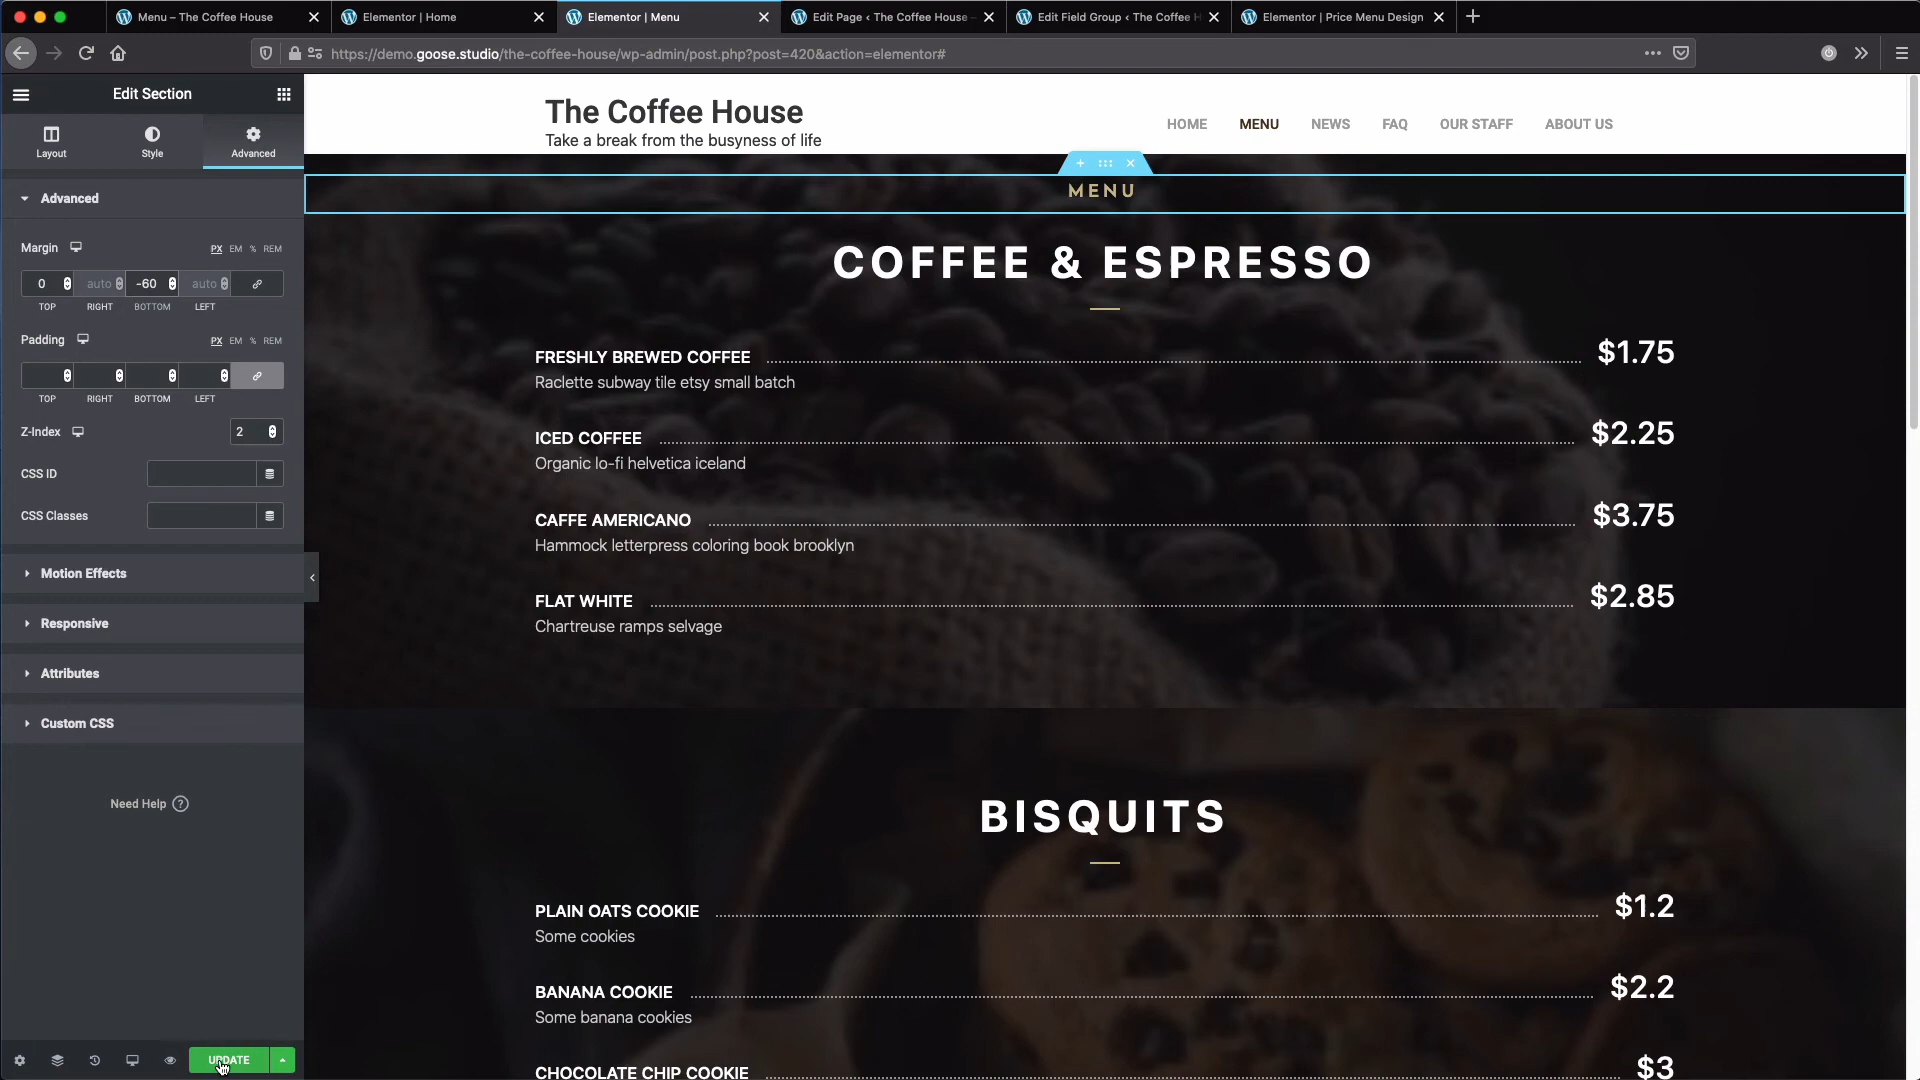 Menu – The Coffee House
Elementor | Home
Elementor | Menu
Edit Page ‹ The Coffee House –
Edit Field Group ‹ The Coffee H
Elementor | Price Menu Design
https://demo.goose.studio/the-coffee-house/wp-admin/post.php?post=420&action=elementor#
Edit Section
Layout
Style
Advanced
Advanced
Margin
PX EM % REM
0 auto -60 auto
TOP RIGHT BOTTOM LEFT
Padding
PX EM % REM
TOP RIGHT BOTTOM LEFT
Z-Index
2
CSS ID
CSS Classes
Motion Effects
Responsive
Attributes
Custom CSS
Need Help ?
UPDATE
The Coffee House
Take a break from the busyness of life
HOME MENU NEWS FAQ OUR STAFF ABOUT US
MENU
COFFEE & ESPRESSO
FRESHLY BREWED COFFEE $1.75
Raclette subway tile etsy small batch
ICED COFFEE $2.25
Organic lo-fi helvetica iceland
CAFFE AMERICANO $3.75
Hammock letterpress coloring book brooklyn
FLAT WHITE $2.85
Chartreuse ramps selvage
BISQUITS
PLAIN OATS COOKIE $1.2
Some cookies
BANANA COOKIE $2.2
Some banana cookies
CHOCOLATE CHIP COOKIE $3